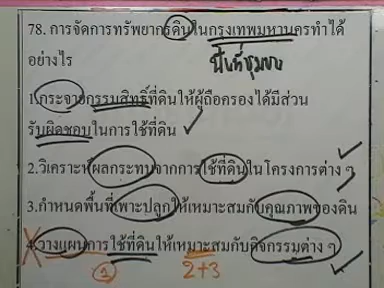 78. การจัดการทรัพยากรดินในกรุงเทพมหานครทำได้
อย่างไร
พื้นที่ชุมชน
1.กระจายกรรมสิทธิ์ที่ดินให้ผู้ถือครองได้มีส่วน
รับผิดชอบในการใช้ที่ดิน
2.วิเคราะห์ผลกระทบจากการใช้ที่ดินในโครงการต่าง ๆ
3.กำหนดพื้นที่เพาะปลูกให้เหมาะสมกับคุณภาพของดิน
4.วางแผนการใช้ที่ดินให้เหมาะสมกับกิจกรรมต่าง ๆ
1 2+3